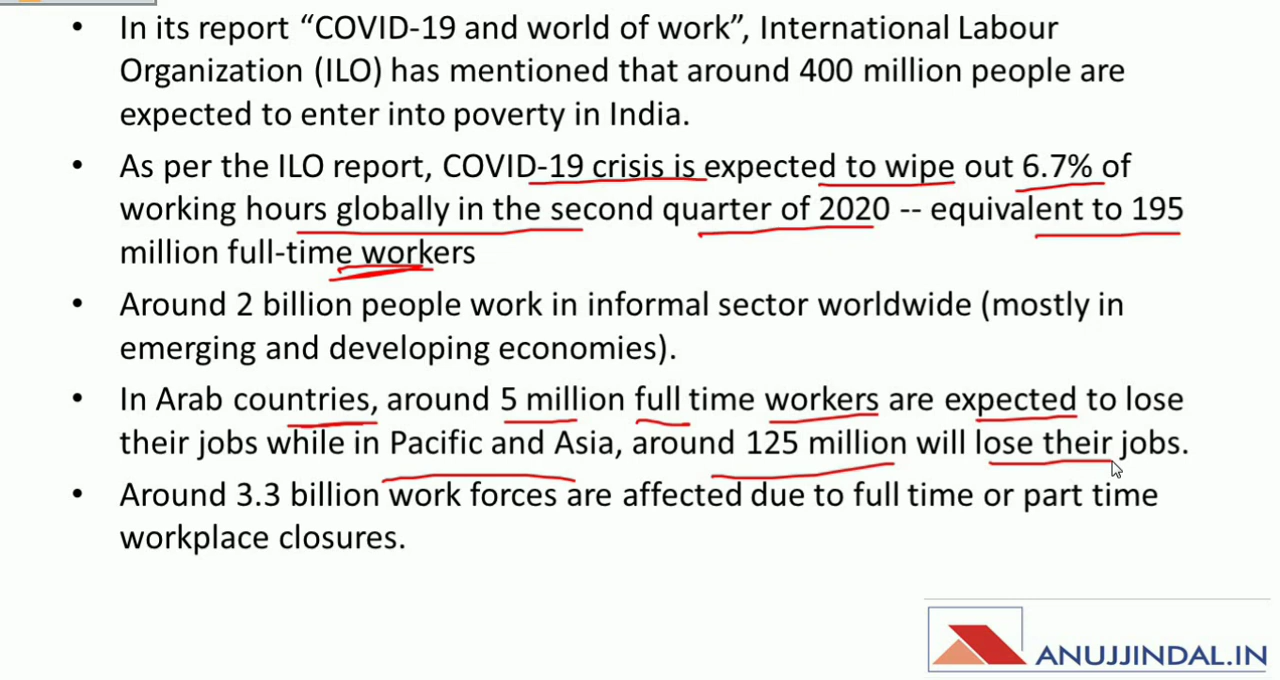 • In its report “COVID-19 and world of work”, International Labour
Organization (ILO) has mentioned that around 400 million people are
expected to enter into poverty in India.
• As per the ILO report, COVID-19 crisis is expected to wipe out 6.7% of
working hours globally in the second quarter of 2020 -- equivalent to 195
million full-time workers
• Around 2 billion people work in informal sector worldwide (mostly in
emerging and developing economies).
• In Arab countries, around 5 million full time workers are expected to lose
their jobs while in Pacific and Asia, around 125 million will lose their jobs.
• Around 3.3 billion work forces are affected due to full time or part time
workplace closures.
ANUJJINDAL.IN